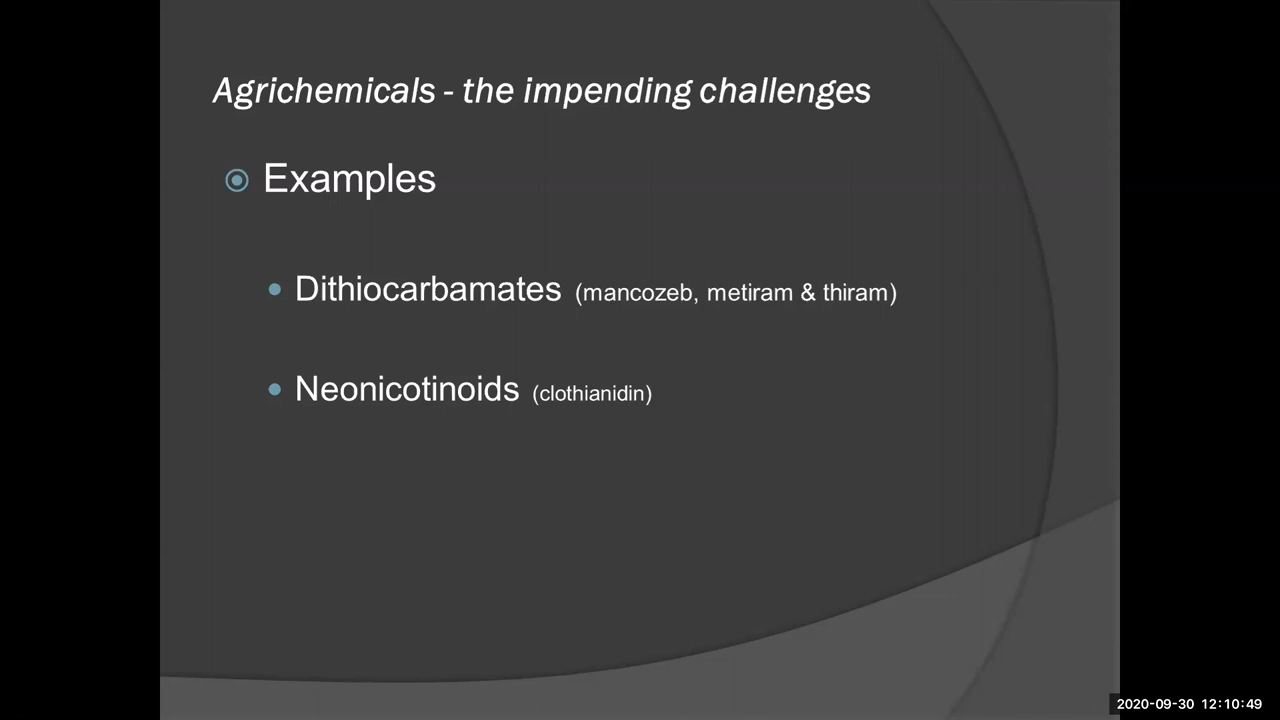 Agrichemicals - the impending challenges
Examples
Dithiocarbamates (mancozeb, metiram & thiram)
Neonicotinoids (clothianidin)
2020-09-30 12:10:49